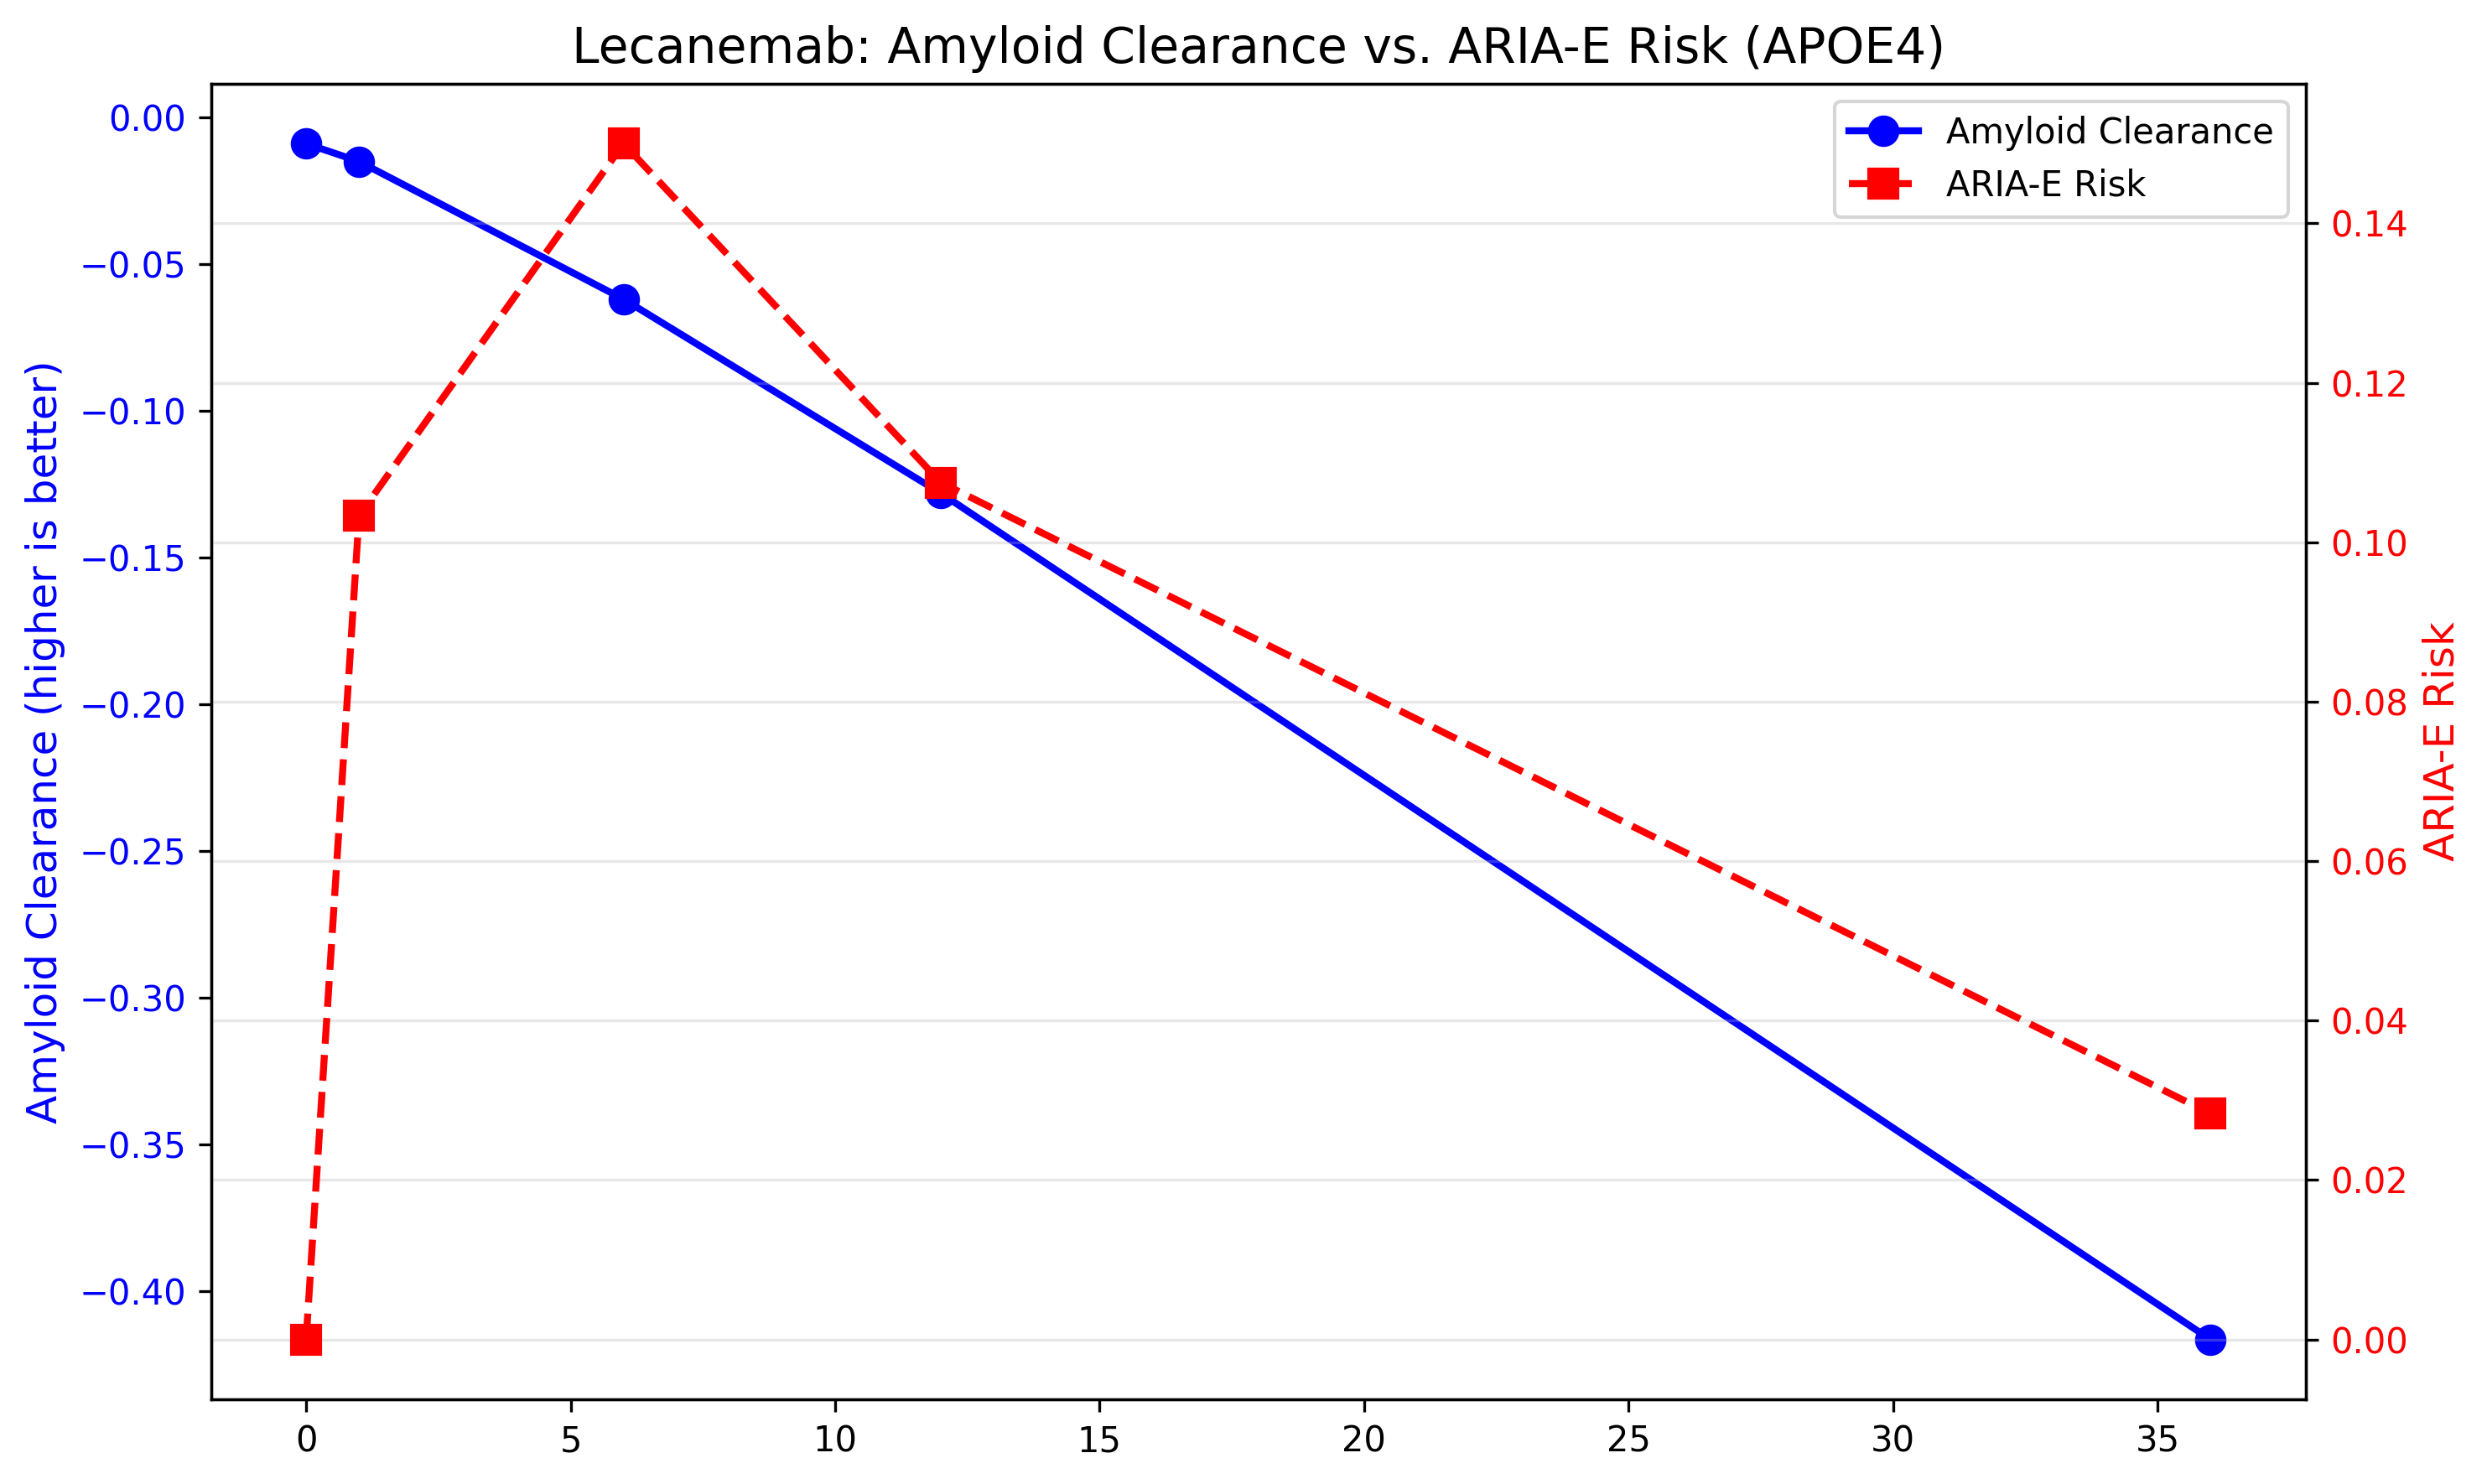 Lecanemab: Amyloid Clearance vs. ARIA-E Risk (APOE4)
Amyloid Clearance
ARIA-E Risk
Amyloid Clearance (higher is better)
0.00
−0.05
−0.10
−0.15
−0.20
−0.25
−0.30
−0.35
−0.40
0.14
0.12
0.10
0.08
0.06
0.04
0.02
0.00
ARIA-E Risk
0 5 10 15 20 25 30 35